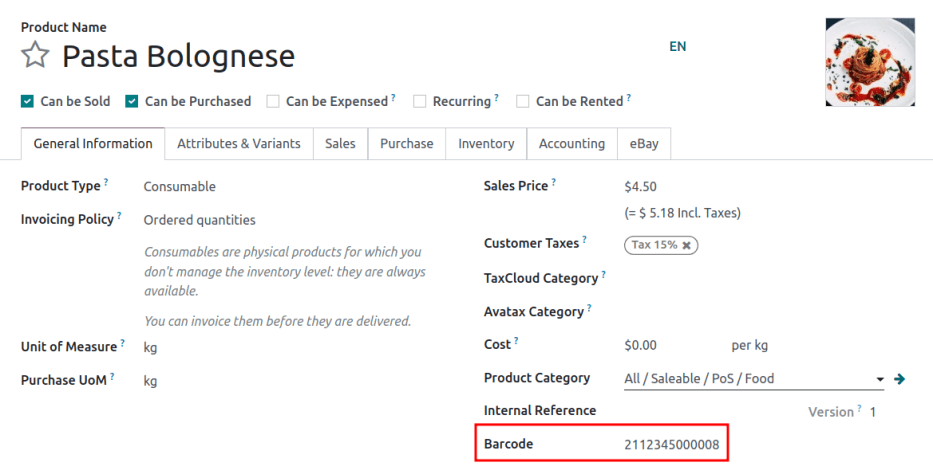 Product Name
Pasta Bolognese
EN
Can be Sold Can be Purchased Can be Expensed ? Recurring ? Can be Rented ?
General Information Attributes & Variants Sales Purchase Inventory Accounting eBay
Product Type ? Consumable
Invoicing Policy ? Ordered quantities
Consumables are physical products for which you
don't manage the inventory level: they are always
available.
You can invoice them before they are delivered.
Unit of Measure ? kg
Purchase UoM ? kg
Sales Price ? $4.50
(= $ 5.18 Incl. Taxes)
Customer Taxes ? Tax 15% ✖
TaxCloud Category ?
Avatax Category ?
Cost ? $0.00 per kg
Product Category All / Saleable / PoS / Food
Internal Reference Version ? 1
Barcode 2112345000008